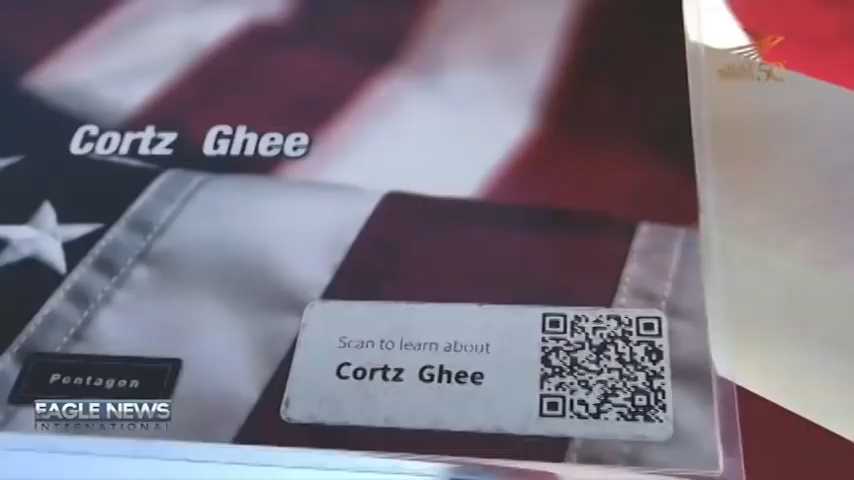 Cortz Ghee
Scan to learn about
Cortz Ghee
Pentagon
EAGLE NEWS
INTERNATIONAL